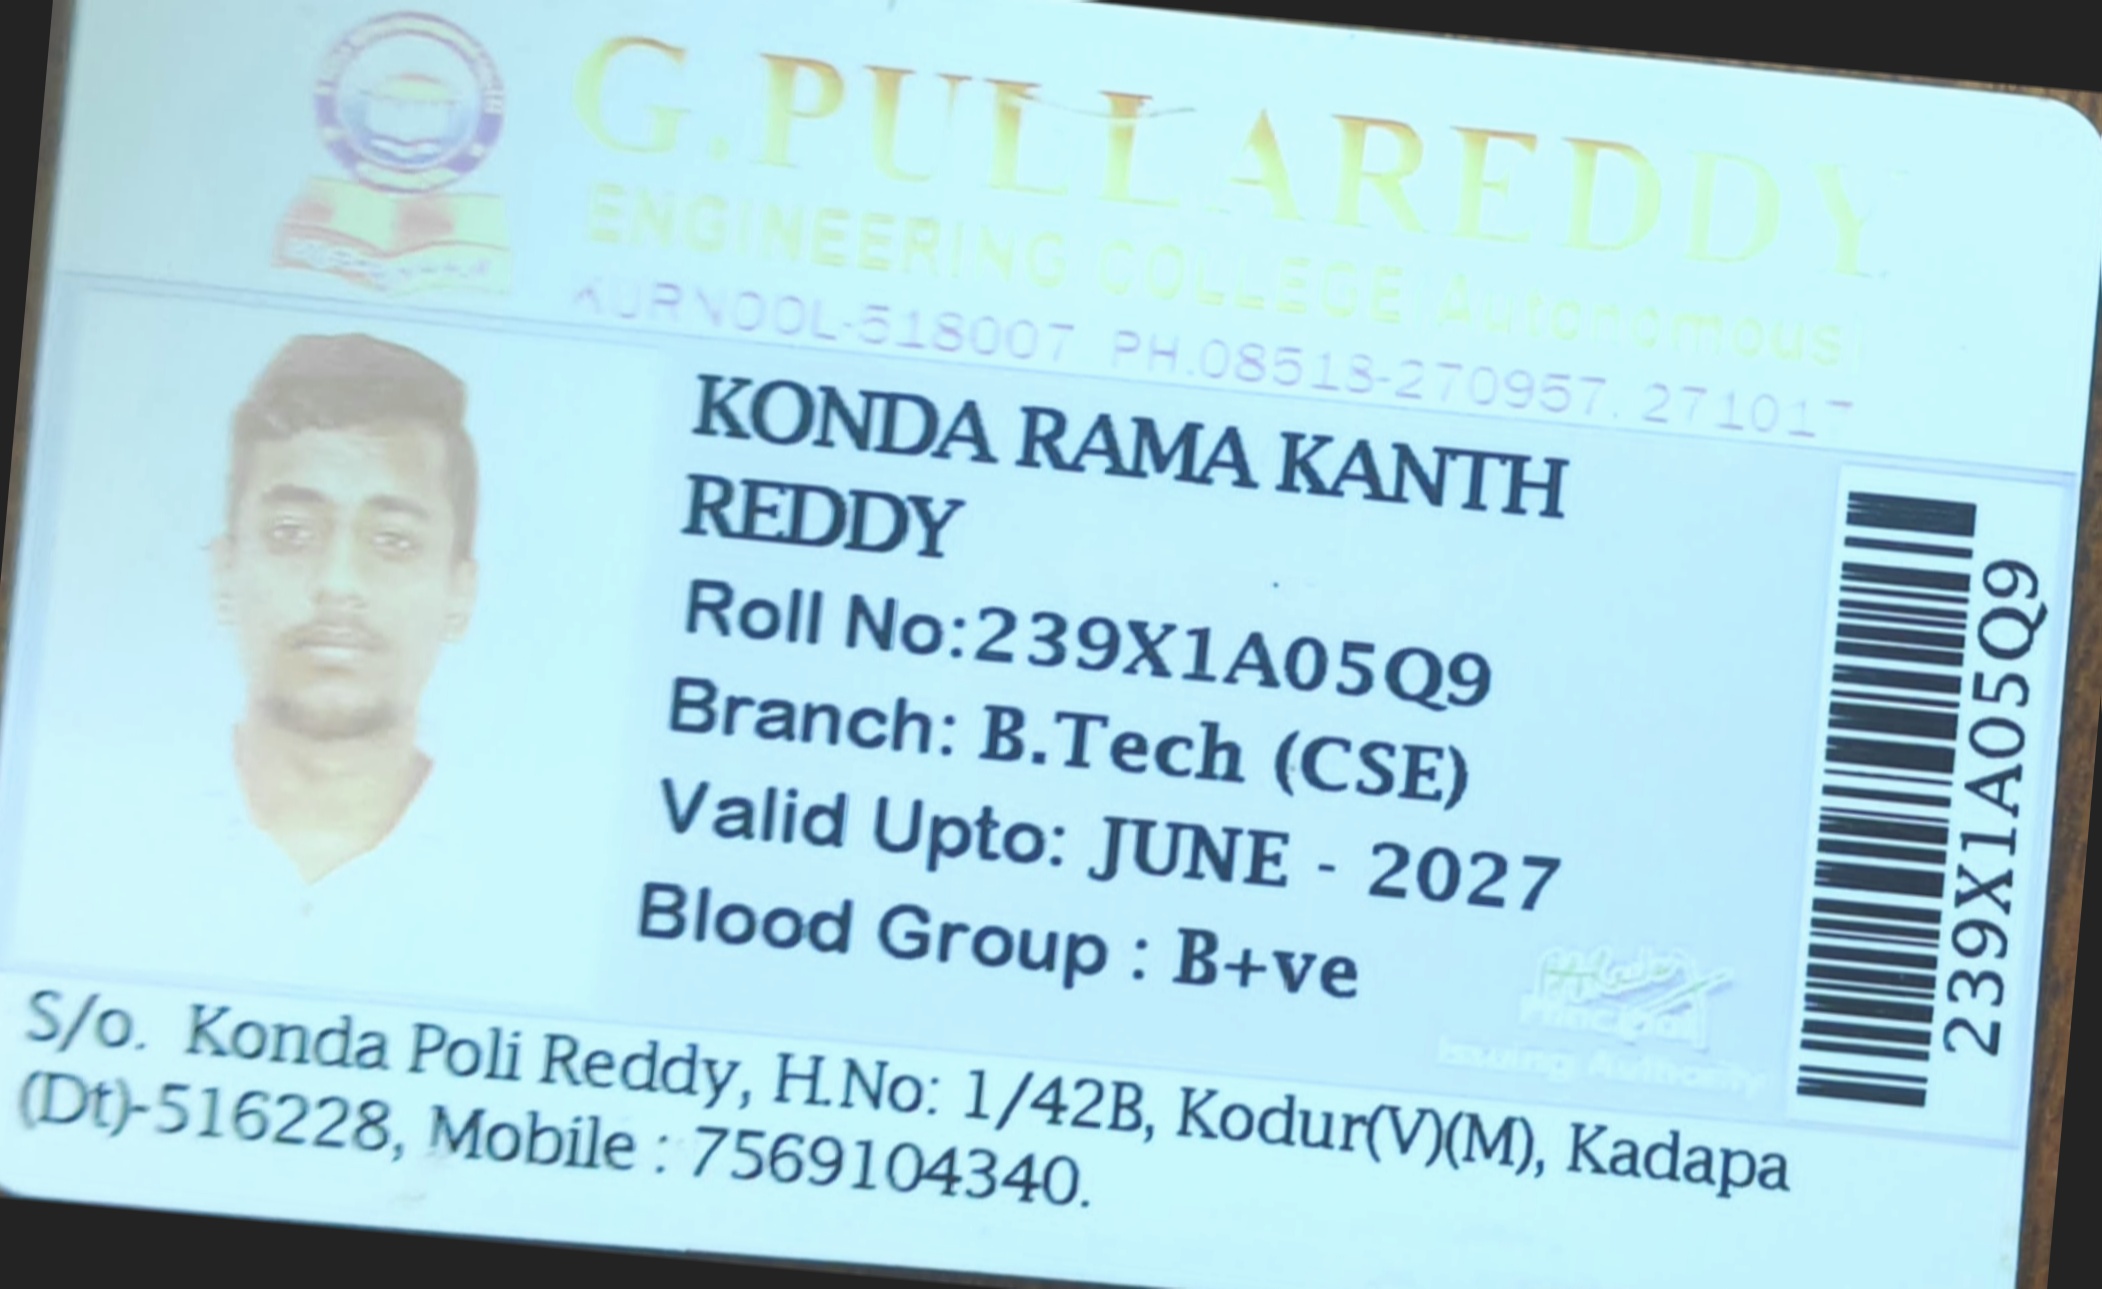 G.PULLAREDDY
ENGINEERING COLLEGE (Autonomous)
KURNOOL-518007 PH.08518-270957, 271017
KONDA RAMA KANTH
REDDY
Roll No:239X1A05Q9
Branch: B.Tech (CSE)
Valid Upto: JUNE - 2027
Blood Group : B+ve
Principal
Issuing Authority
239X1A05Q9
S/o. Konda Poli Reddy, H.No: 1/42B, Kodur(V)(M), Kadapa
(Dt)-516228, Mobile : 7569104340.